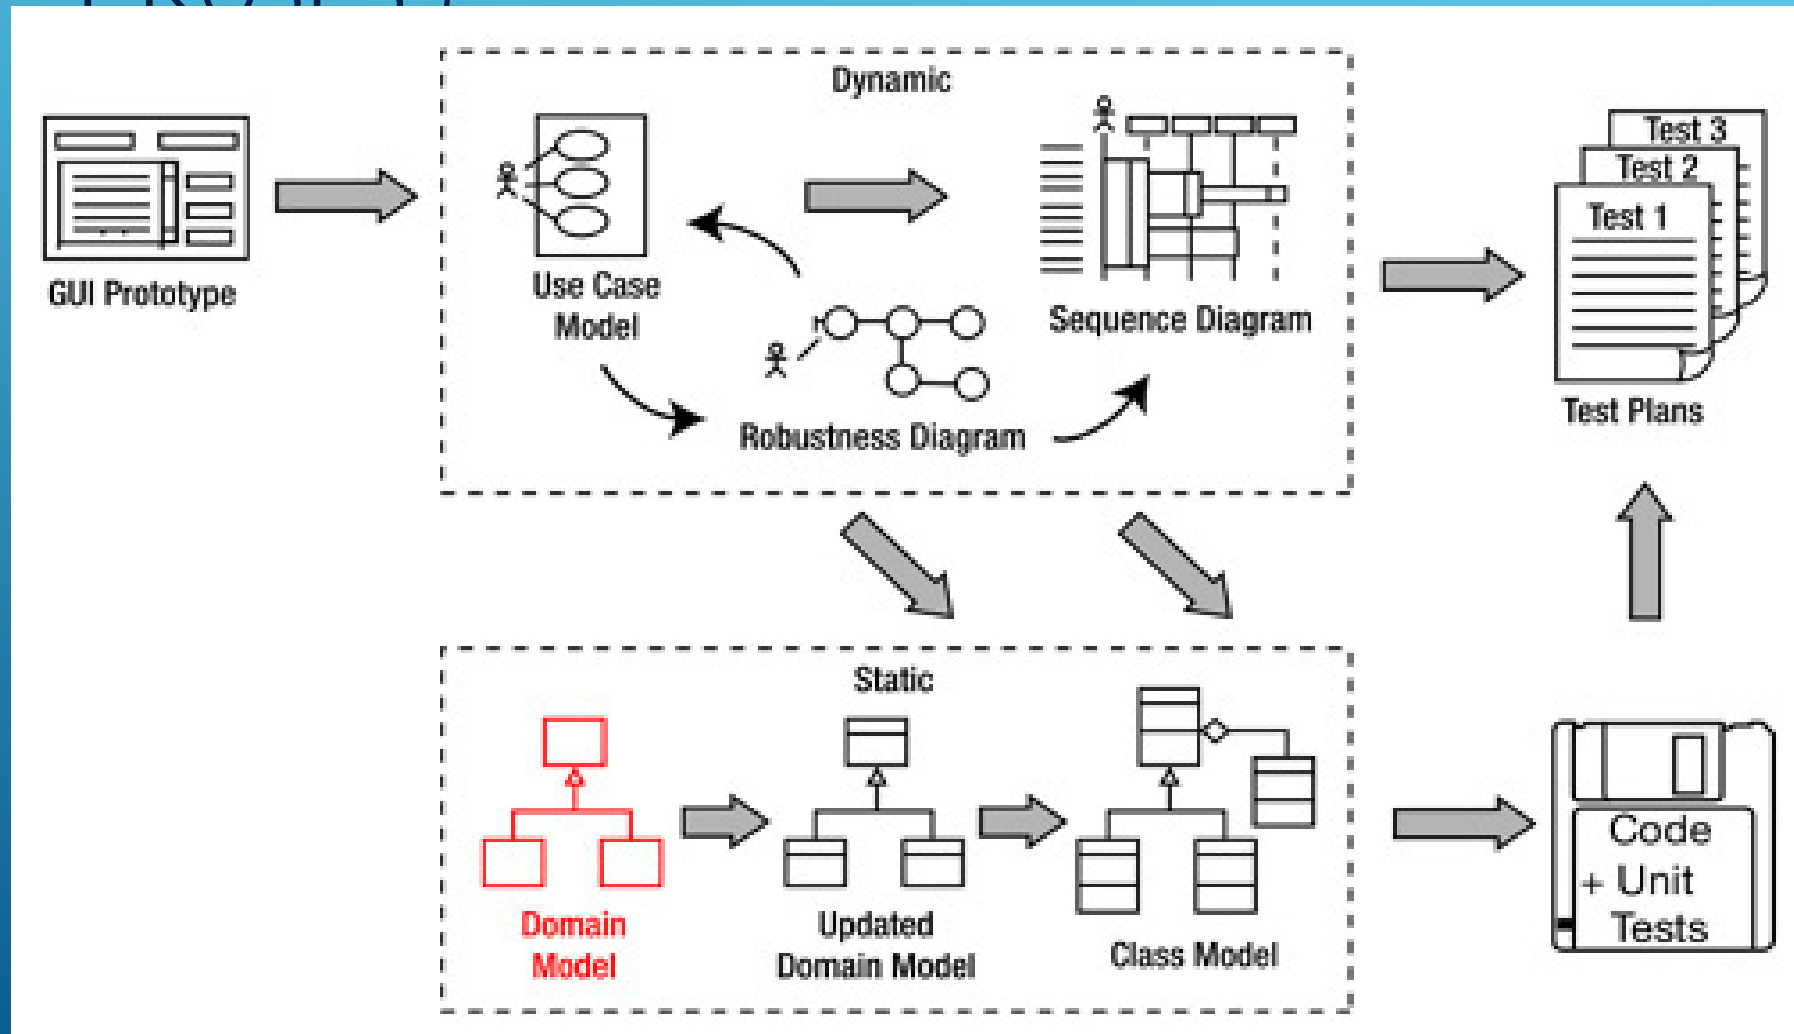 Dynamic
GUI Prototype
Use Case
Model
Sequence Diagram
Robustness Diagram
Test 3
Test 2
Test 1
Test Plans
Static
Domain
Model
Updated
Domain Model
Class Model
Code
+ Unit
Tests